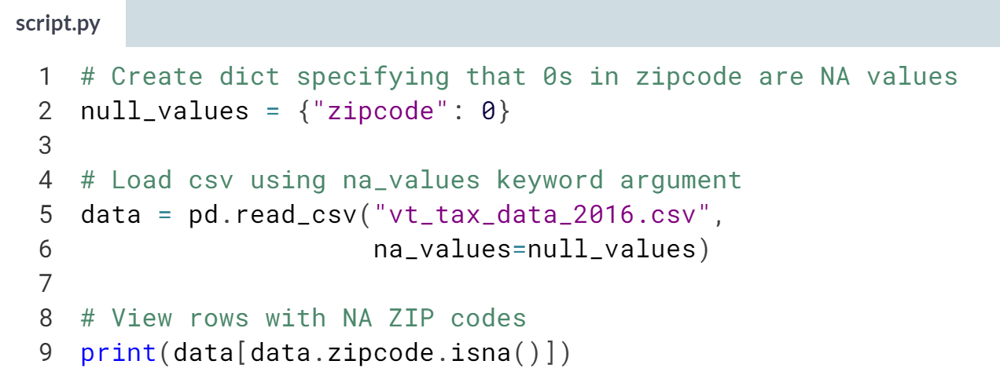 script.py
1 # Create dict specifying that 0s in zipcode are NA values
2 null_values = {"zipcode": 0}
3
4 # Load csv using na_values keyword argument
5 data = pd.read_csv("vt_tax_data_2016.csv",
6                    na_values=null_values)
7
8 # View rows with NA ZIP codes
9 print(data[data.zipcode.isna()])